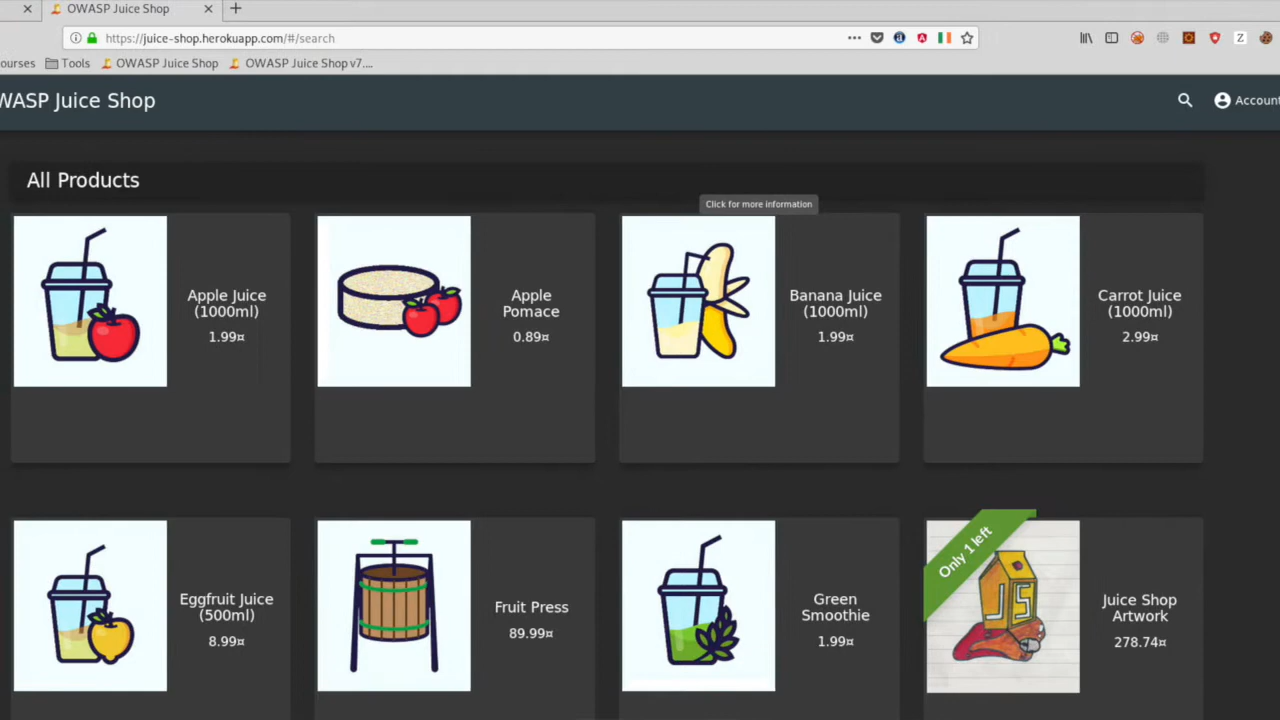 OWASP Juice Shop
https://juice-shop.herokuapp.com/#/search
ourses Tools OWASP Juice Shop OWASP Juice Shop v7....
WASP Juice Shop
Account
All Products
Click for more information
Apple Juice
(1000ml)
1.99¤
Apple
Pomace
0.89¤
Banana Juice
(1000ml)
1.99¤
Carrot Juice
(1000ml)
2.99¤
Eggfruit Juice
(500ml)
8.99¤
Fruit Press
89.99¤
Green
Smoothie
1.99¤
Only 1 left
JS
Juice Shop
Artwork
278.74¤